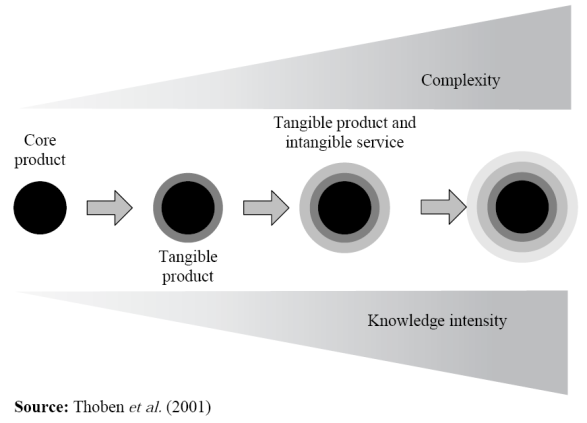 Complexity
Core
product
Tangible product and
intangible service
Tangible
product
Knowledge intensity
Source: Thoben et al. (2001)